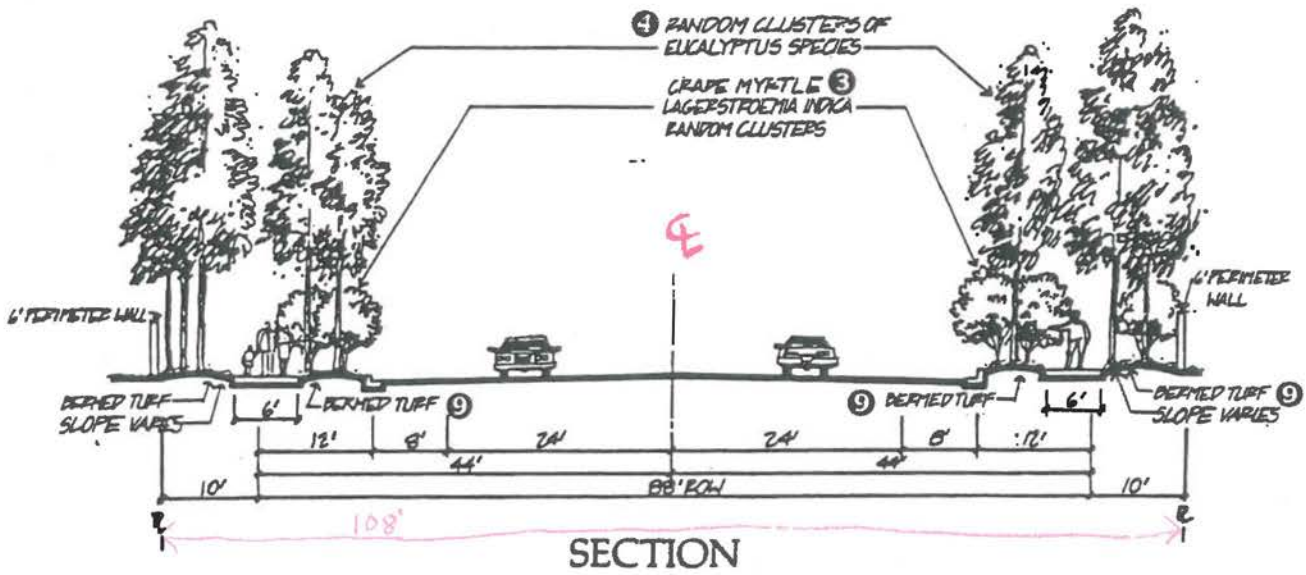 ④ RANDOM CLUSTERS OF
EUCALYPTUS SPECIES
CRAPE MYRTLE ③
LAGERSTROEMIA INDICA
RANDOM CLUSTERS
℄
6' PERIMETER WALL
6' PERIMETER
WALL
BERMED TURF
SLOPE VARIES
6'
BERMED TURF ⑨
⑨ BERMED TURF
6'
BERMED TURF ⑨
SLOPE VARIES
12' 8' 24' 24' 8' 12'
44' 44'
10' 88' ROW 10'
108'
SECTION